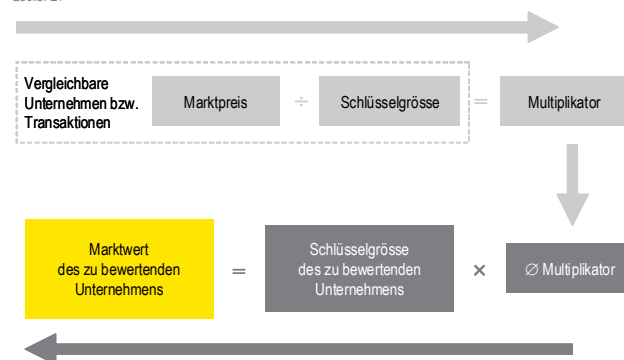 Vergleichbare
Unternehmen bzw.
Transaktionen
Marktpreis ÷ Schlüsselgrösse = Multiplikator
Marktwert
des zu bewertenden
Unternehmens
=
Schlüsselgrösse
des zu bewertenden
Unternehmens
×
∅ Multiplikator